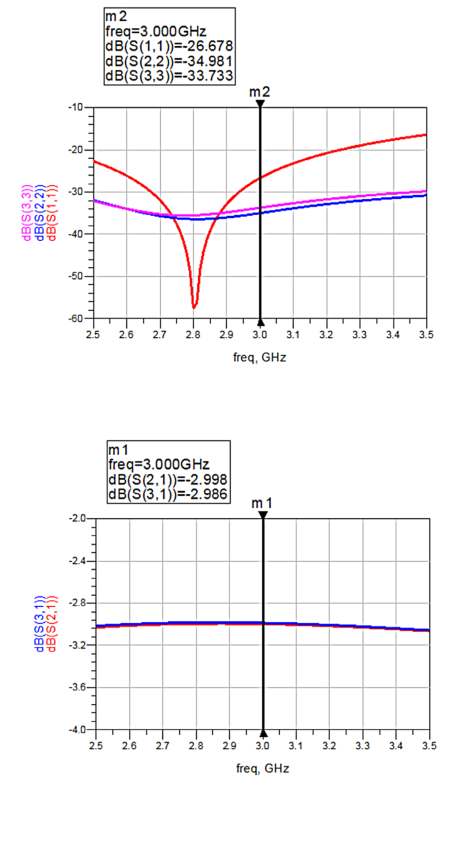 m2
freq=3.000GHz
dB(S(1,1))=-26.678
dB(S(2,2))=-34.981
dB(S(3,3))=-33.733
m2
-10
-20
-30
-40
-50
-60
dB(S(3,3))
dB(S(2,2))
dB(S(1,1))
2.5 2.6 2.7 2.8 2.9 3.0 3.1 3.2 3.3 3.4 3.5
freq, GHz
m1
freq=3.000GHz
dB(S(2,1))=-2.998
dB(S(3,1))=-2.986
m1
-2.0
-2.4
-2.8
-3.2
-3.6
-4.0
dB(S(3,1))
dB(S(2,1))
2.5 2.6 2.7 2.8 2.9 3.0 3.1 3.2 3.3 3.4 3.5
freq, GHz